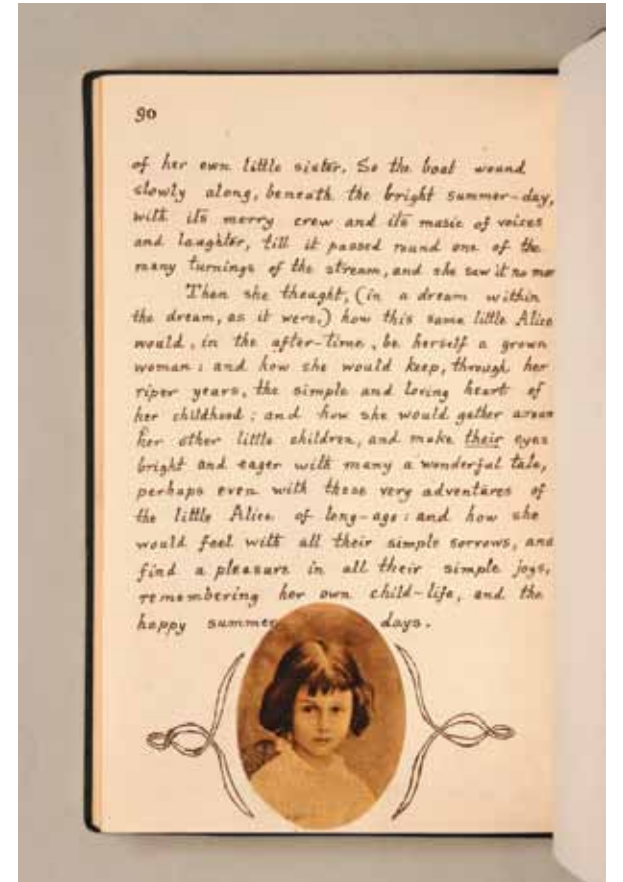 90
of her own little sister. So the boat wound
slowly along, beneath the bright summer-day,
with its merry crew and its music of voices
and laughter, till it passed round one of the
many turnings of the stream, and she saw it no mor
Then she thought, (in a dream within
the dream, as it were,) how this same little Alice
would, in the after-time, be herself a grown
woman: and how she would keep, through her
riper years, the simple and loving heart of
her childhood: and how she would gather aroun
her other little children, and make their eyes
bright and eager with many a wonderful tale,
perhaps even with these very adventures of
the little Alice of long-ago: and how she
would feel with all their simple sorrows, and
find a pleasure in all their simple joys,
remembering her own child-life, and the
happy summer days.